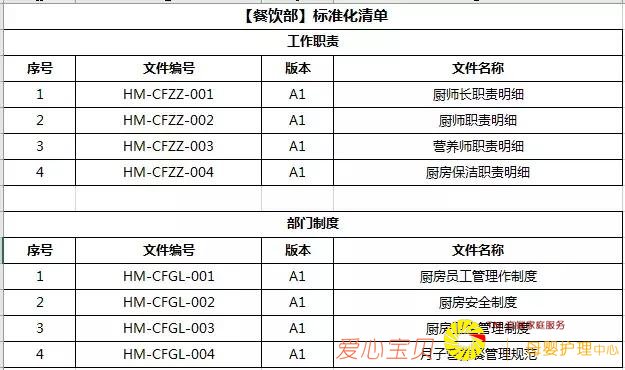 【餐饮部】标准化清单
工作职责
序号 文件编号 版本 文件名称
1 HM-CFZZ-001 A1 厨师长职责明细
2 HM-CFZZ-002 A1 厨师职责明细
3 HM-CFZZ-003 A1 营养师职责明细
4 HM-CFZZ-004 A1 厨房保洁职责明细
部门制度
序号 文件编号 版本 文件名称
1 HM-CFGL-001 A1 厨房员工管理作制度
2 HM-CFGL-002 A1 厨房安全制度
3 HM-CFGL-003 A1 厨房 管理制度
家庭服务
4 HM-CFGL-004 A1 月子 餐管理规范
爱心宝贝 母婴护理中心